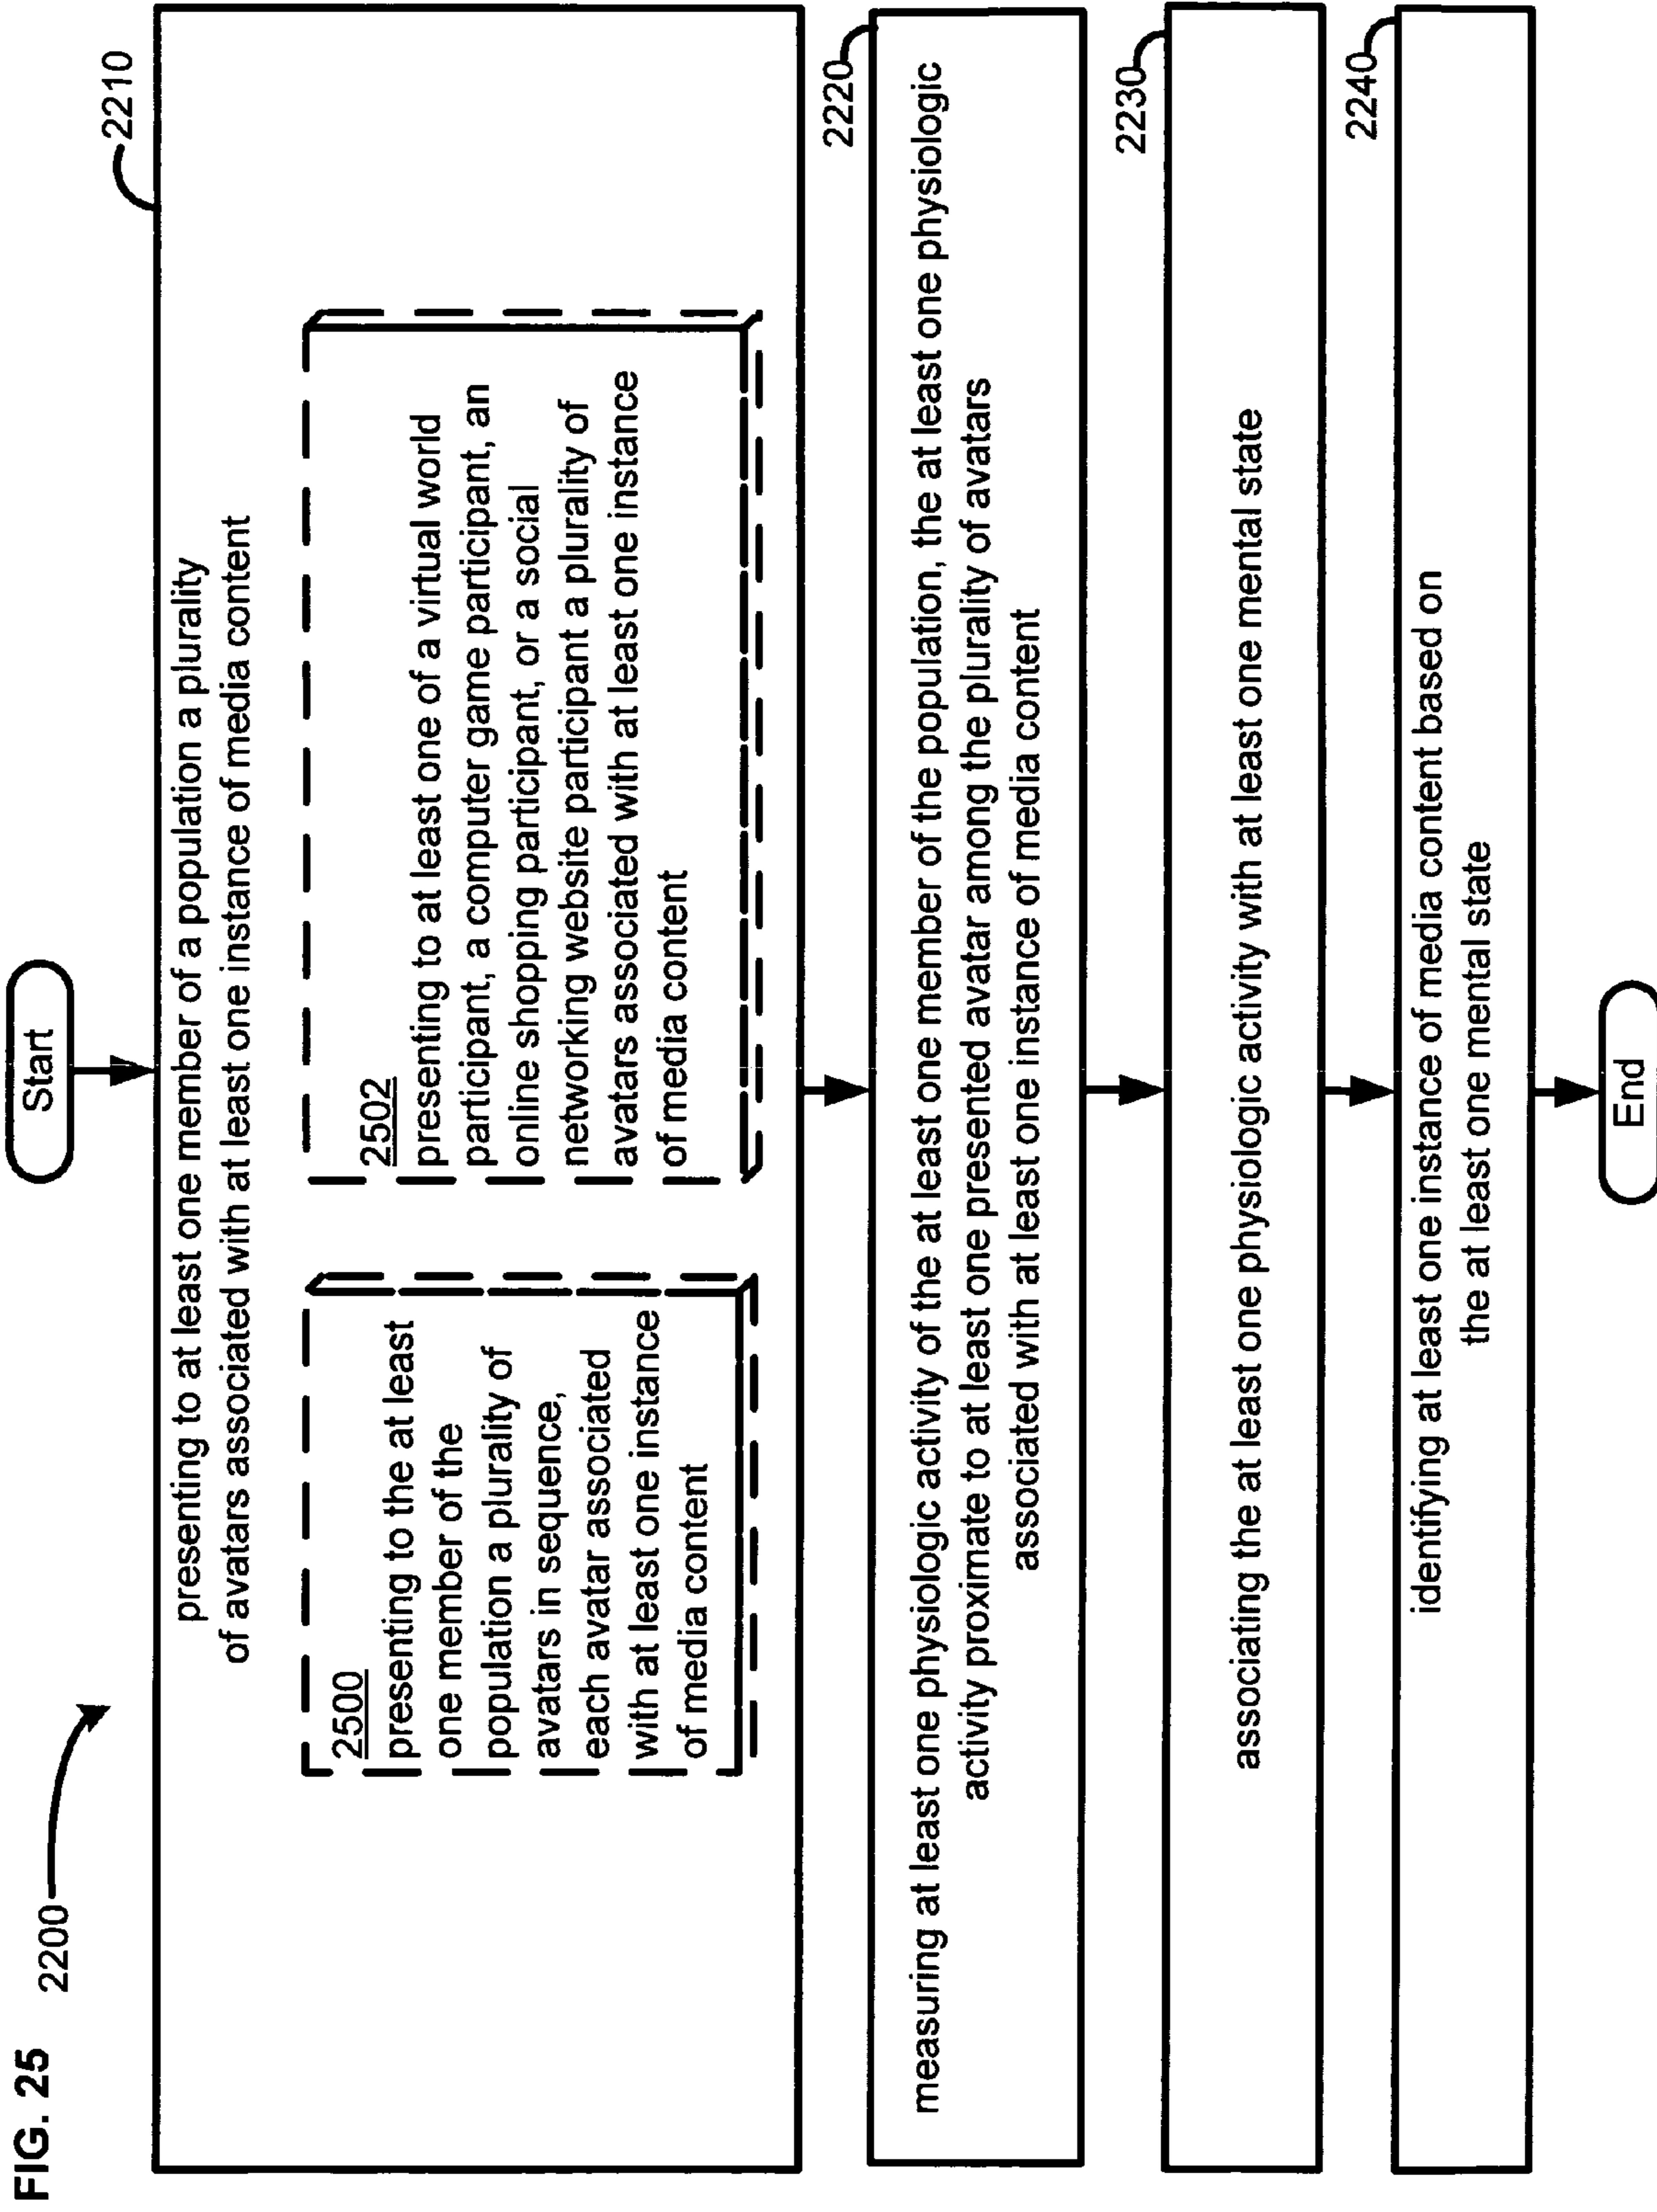 FIG. 25
2200
Start
2210
presenting to at least one member of a population a plurality
of avatars associated with at least one instance of media content
2500
presenting to the at least
one member of the
population a plurality of
avatars in sequence,
each avatar associated
with at least one instance
of media content
2502
presenting to at least one of a virtual world
participant, a computer game participant, an
online shopping participant, or a social
networking website participant a plurality of
avatars associated with at least one instance
of media content
2220
measuring at least one physiologic activity of the at least one member of the population, the at least one physiologic
activity proximate to at least one presented avatar among the plurality of avatars
associated with at least one instance of media content
2230
associating the at least one physiologic activity with at least one mental state
2240
identifying at least one instance of media content based on
the at least one mental state
End